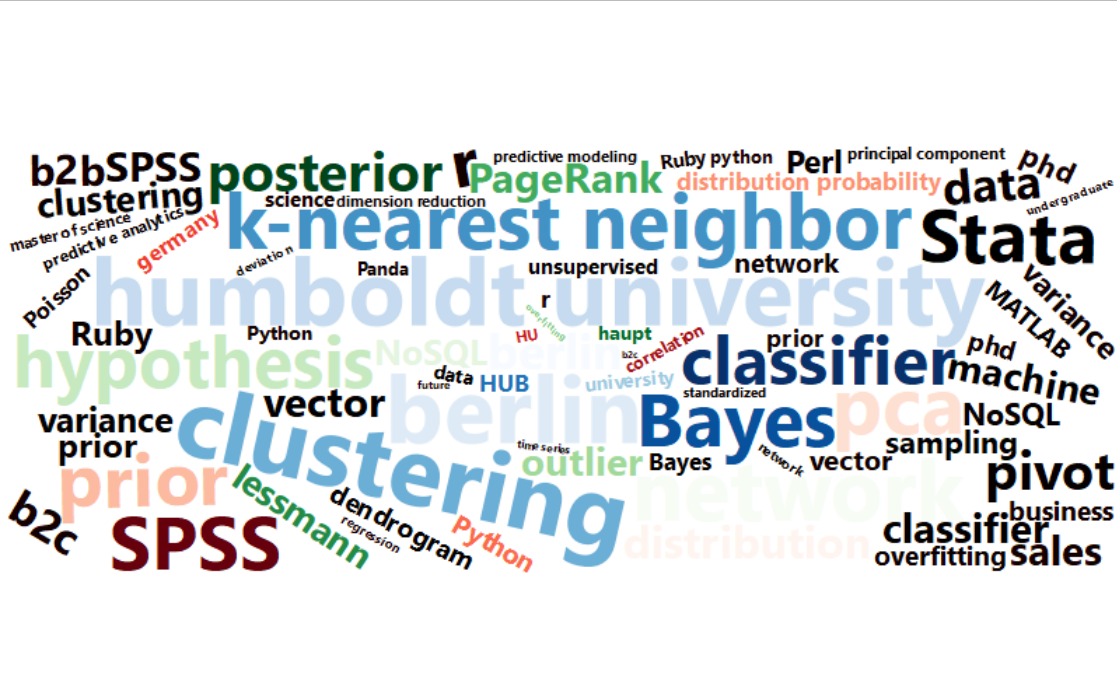 b2b
SPSS
posterior
r
predictive modeling
Ruby
python
Perl
principal component
phd
clustering
PageRank
distribution
probability
data
undergraduate
master of science
science
dimension reduction
predictive analytics
germany
k-nearest neighbor
Stata
deviation
Panda
unsupervised
network
Poisson
humboldt university
variance
r
MATLAB
overfitting
Ruby
Python
HU
haupt
correlation
prior
hypothesis
NoSQL
berlin
b2c
classifier
phd
data
future
HUB
university
standardized
machine
variance
clustering
vector
berlin
Bayes
pca
NoSQL
prior
time series
sampling
outlier
Bayes
network
vector
prior
lessmann
dendrogram
network
pivot
b2c
SPSS
regression
Python
distribution
classifier
business
overfitting
sales